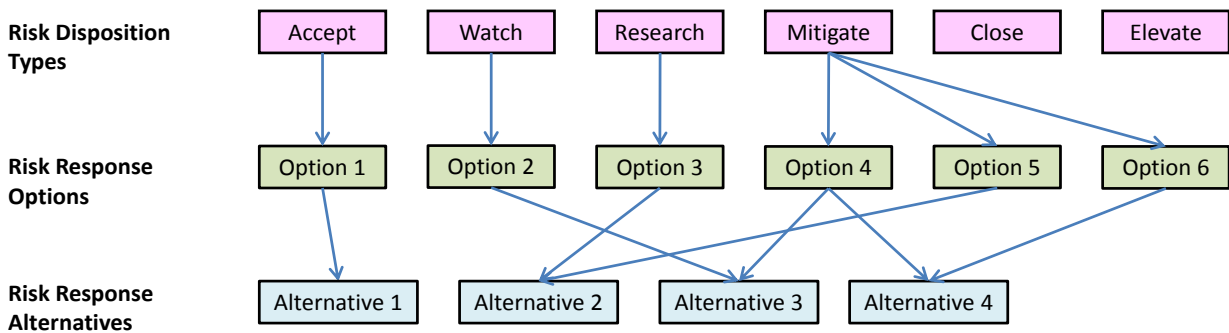 Risk Disposition
Types
Accept
Watch
Research
Mitigate
Close
Elevate
Risk Response
Options
Option 1
Option 2
Option 3
Option 4
Option 5
Option 6
Risk Response
Alternatives
Alternative 1
Alternative 2
Alternative 3
Alternative 4